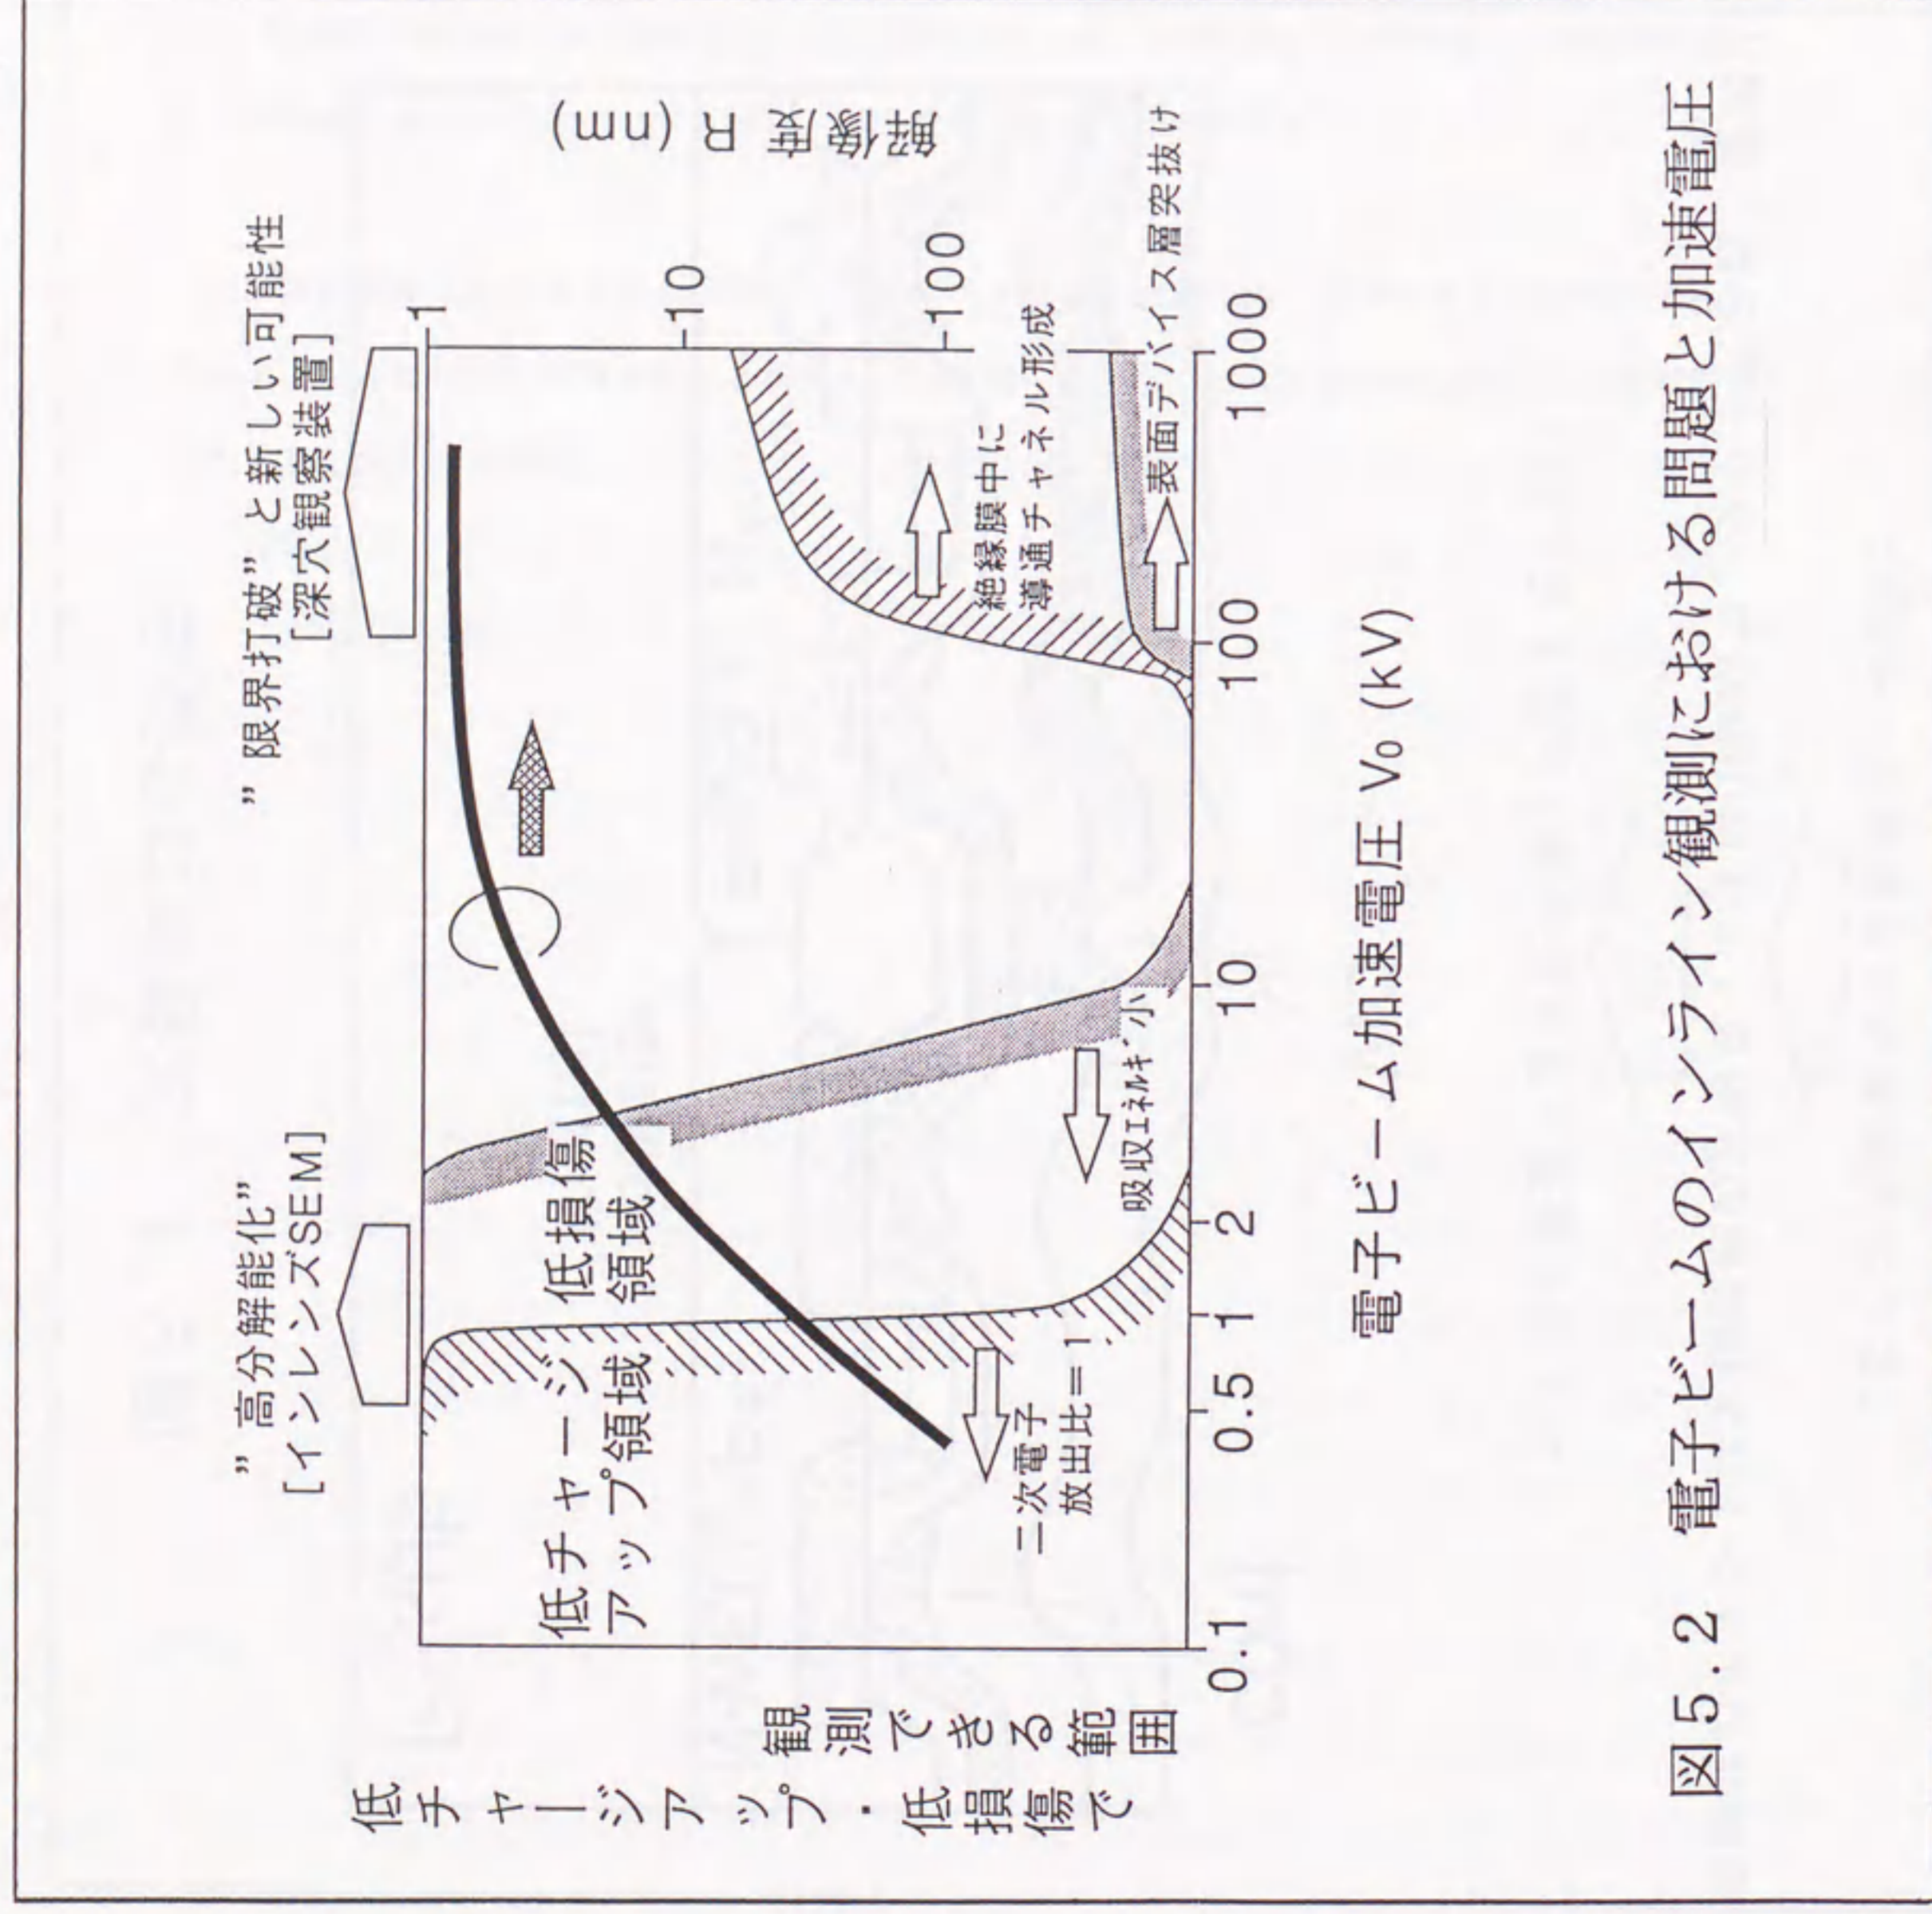 ” 高分解能化”
[インレンズSEM]
” 限界打破” と新しい可能性
[深穴観察装置]
低チャージアップ・低損傷で
観測できる範囲
低チャージ
アップ領域
低損傷
領域
二次電子
放出比=1
吸収エネルギ小
絶縁膜中に
導通チャネル形成
表面デバイス層突抜け
1
10
100
解像度 R (nm)
0.1
0.5
1
2
10
100
1000
電子ビーム加速電圧 V₀ (kV)
図5.2 電子ビームのインライン観測における問題と加速電圧